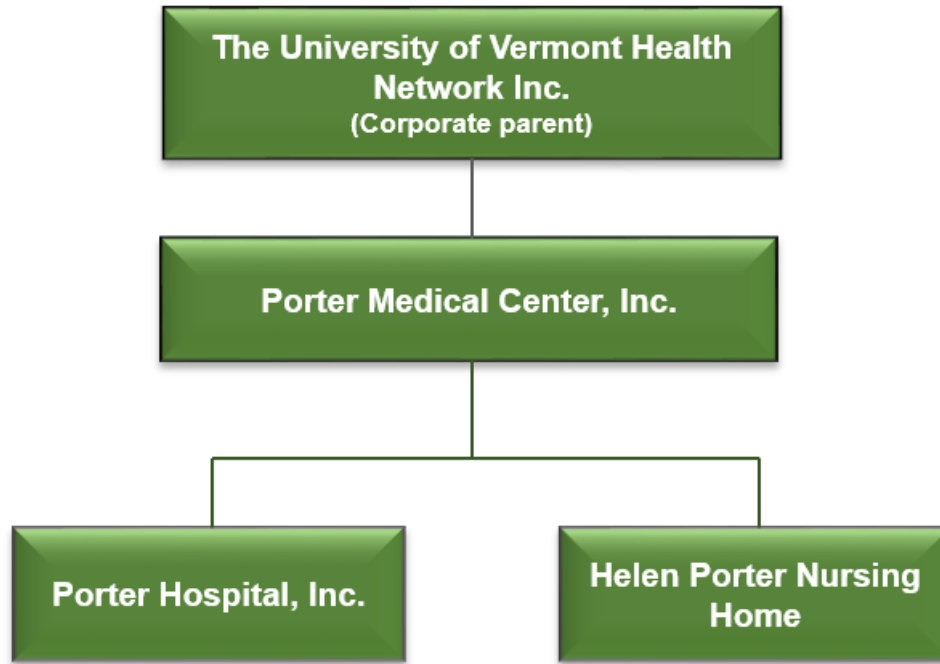 The University of Vermont Health
Network Inc.
(Corporate parent)
Porter Medical Center, Inc.
Porter Hospital, Inc.
Helen Porter Nursing
Home